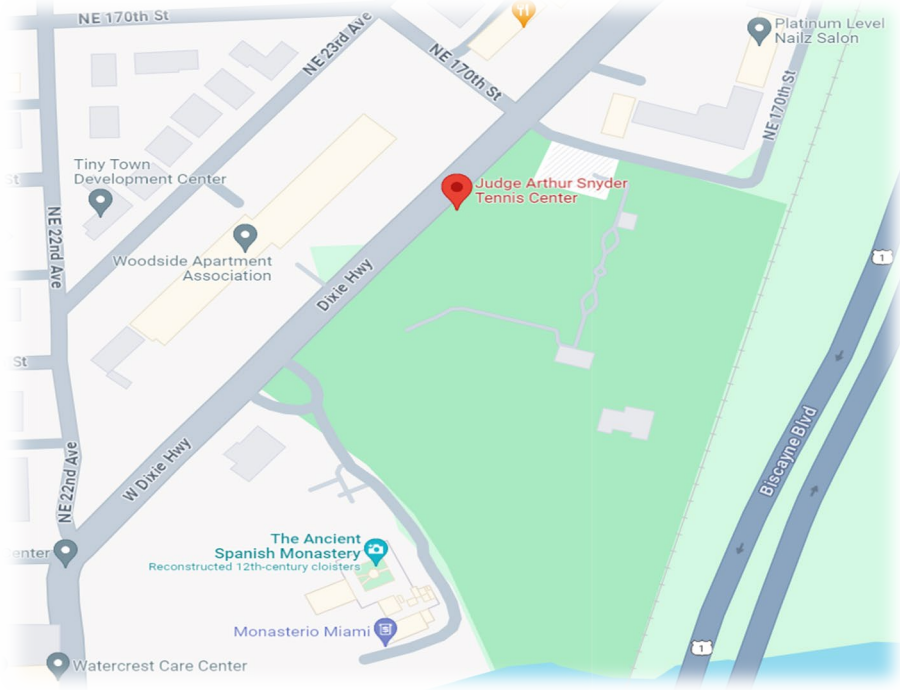 NE 170th St
NE 23rd Ave
NE 170th St
Platinum Level
Nailz Salon
NE 170th St
Tiny Town
Development Center
St
Judge Arthur Snyder
Tennis Center
NE 22nd Ave
Woodside Apartment
Association
Dixie Hwy
1
St
W Dixie Hwy
NE 22nd Ave
Biscayne Blvd
The Ancient
Spanish Monastery
Reconstructed 12th-century cloisters
enter
Monasterio Miami
1
Watercrest Care Center